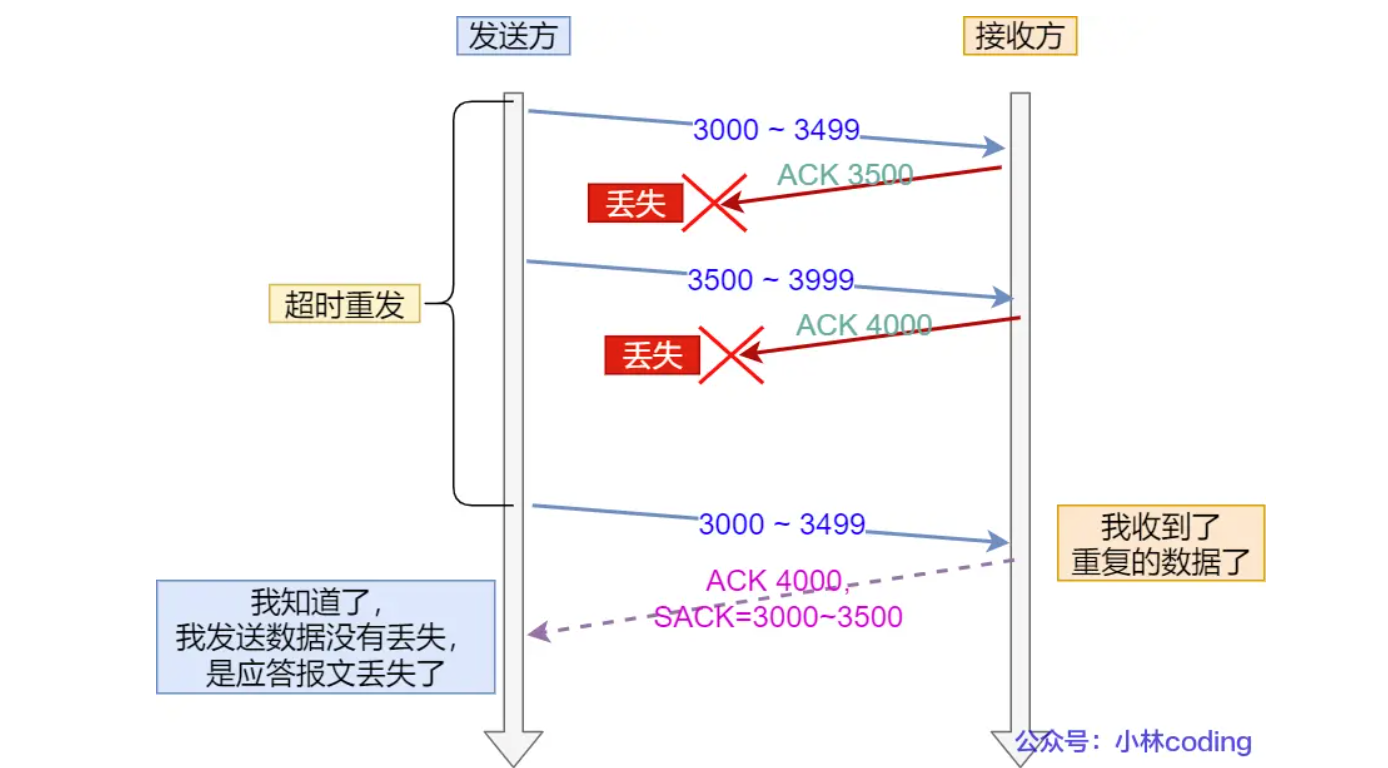 发送方
接收方
3000 ~ 3499
ACK 3500
丢失
3500 ~ 3999
超时重发
ACK 4000
丢失
3000 ~ 3499
我收到了
重复的数据了
ACK 4000,
SACK=3000~3500
我知道了，
我发送数据没有丢失，
是应答报文丢失了
公众号：小林coding